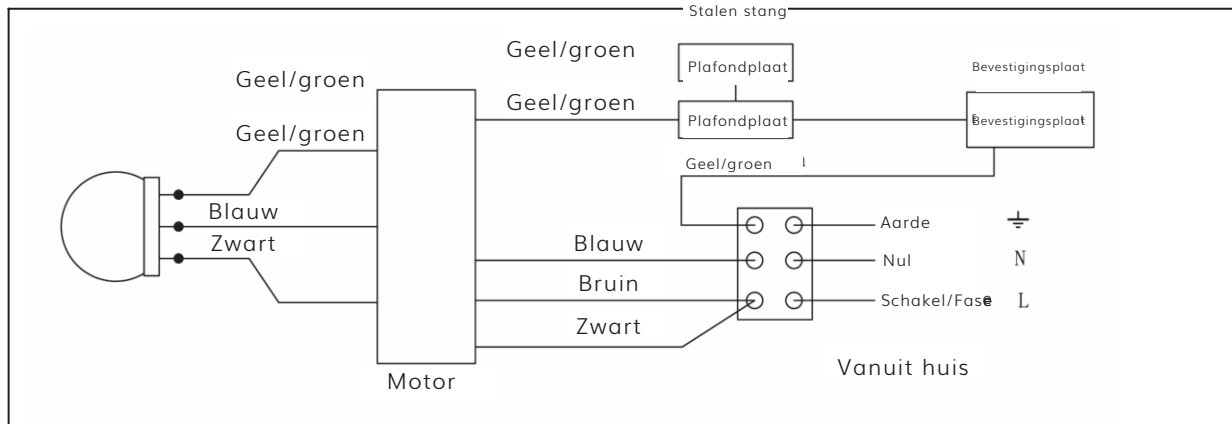 Stalen stang
Geel/groen
Plafondplaat
Bevestigingsplaat
Geel/groen
Geel/groen
Plafondplaat
Bevestigingsplaat
Geel/groen
Geel/groen
Blauw
Zwart
Aarde
Blauw
Nul
N
Bruin
Schakel/Fase
L
Zwart
Motor
Vanuit huis